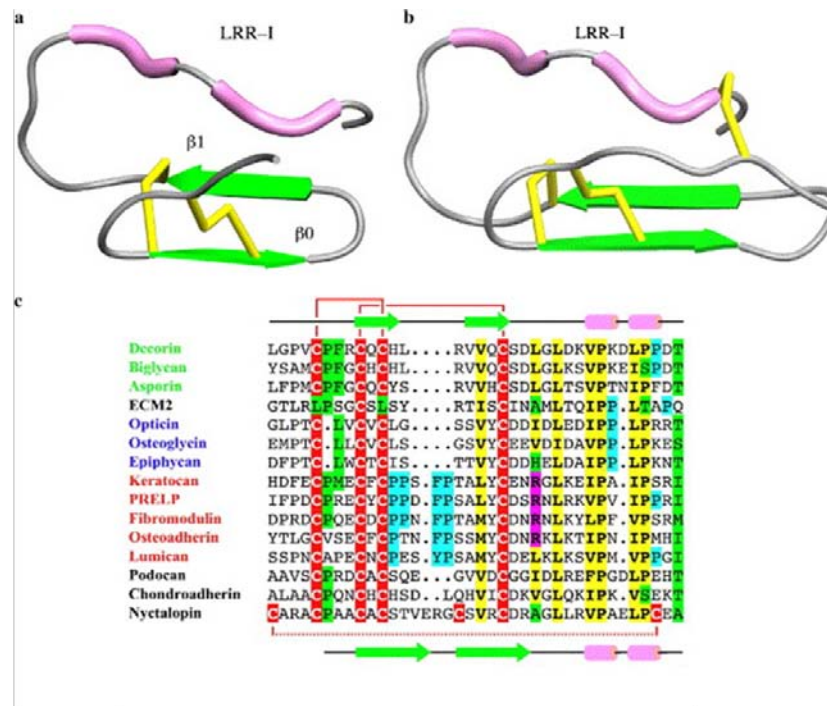 a
LRR–I
β1
β0
b
LRR–I
c
Decorin LGPVCPFRCQCHL....RVVQCSDLGLDKVPKDLPPDT
Biglycan YSAMCPFGCHCHL....RVVQCSDLGLKSVPKEISPDT
Asporin LFPMCPFGCQCYS....RVVHCSDLGLTSVPTNIPFDT
ECM2 GTLRLPSGCSLSY....RTISCINAMLTQIPP.LTAPQ
Opticin GLPTC.LVCVCLG....SSVYCDDIDLEDIPP.LPRRT
Osteoglycin EMPTC.LLCVCLS....GSVYCEEVDIDAVPP.LPKES
Epiphycan DFPTC.LWCTCIS....TTVYCDDHELDAIPP.LPKNT
Keratocan HDFECPMECFCPPS.FPTALYCENRGLKEIPA.IPSRI
PRELP IFPDCPRECYCPPD.FPSALYCDSRNLRKVPV.IPPRI
Fibromodulin DPRDCPQECDCPPN.FPTAMYCDNRNLKYLPF.VPSRM
Osteoadherin YTLGCVSECFCPTN.FPSSMYCDNRKLKTIPN.IPMHI
Lumican SSPNCAPECNCPES.YPSAMYCDELKLKSVPM.VPPGI
Podocan AAVSCPRDCACSQE...GVVDCGGIDLREFPGDLPEHT
Chondroadherin ALAACPQNCHCHSD..LQHVICDKVGLQKIPK.VSEKT
Nyctalopin CARACPAACACSTVERGCSVRCDRAGLLRVPAELPCEA